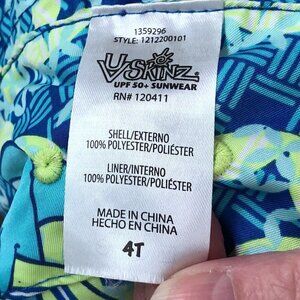 1359296
STYLE: 1212200101
UV SKINZ
UPF 50+ SUNWEAR
RN# 120411
SHELL/EXTERNO
100% POLYESTER/POLIÉSTER
LINER/INTERNO
100% POLYESTER/POLIÉSTER
MADE IN CHINA
HECHO EN CHINA
4T